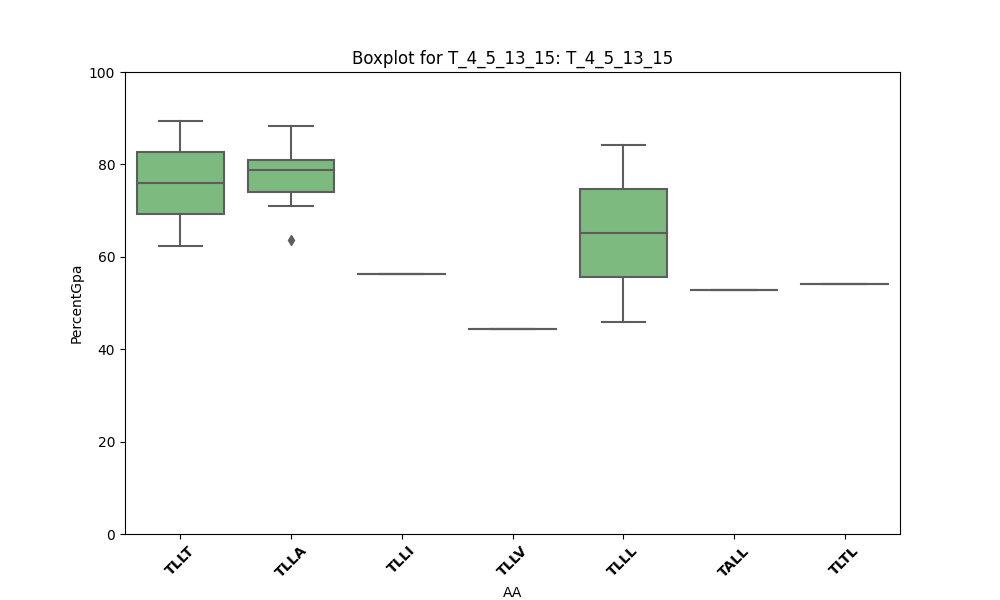 Boxplot for T_4_5_13_15: T_4_5_13_15
100
80
60
40
20
0
PercentGpa
TLLT
TLLA
TLLI
TLLV
TLLL
TALL
TLTL
AA